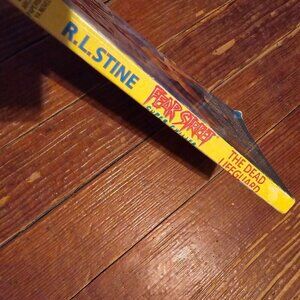 R.L. STINE
FEAR STREET
THE DEAD
LIFEGUARD